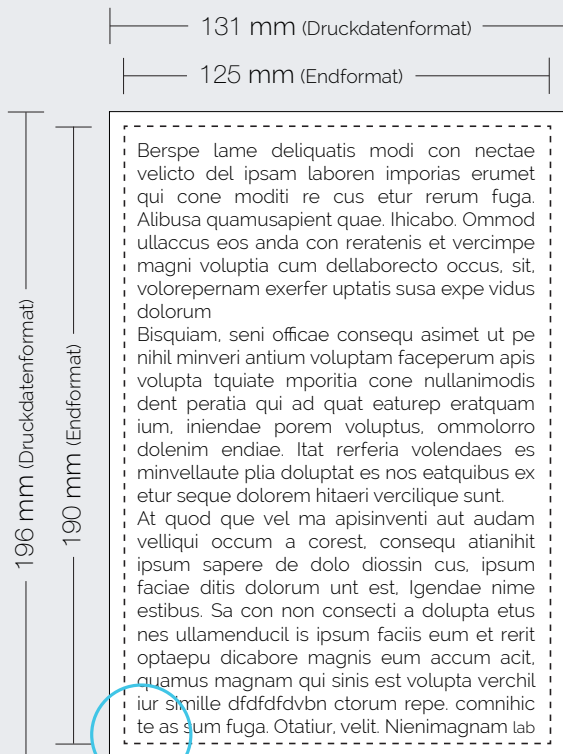 131 mm (Druckdatenformat)
125 mm (Endformat)
196 mm (Druckdatenformat)
190 mm (Endformat)
Berspe lame deliquatis modi con nectae
velicto del ipsam laboren imporias erumet
qui cone moditi re cus etur rerum fuga.
Alibusa quamusapient quae. Ihicabo. Ommod
ullaccus eos anda con reratenis et vercimpe
magni voluptia cum dellaborecto occus, sit,
volorepernam exerfer uptatis susa expe vidus
dolorum
Bisquiam, seni officae consequ asimet ut pe
nihil minveri antium voluptam faceperum apis
volupta tquiate mporitia cone nullanimodis
dent peratia qui ad quat eaturep eratquam
ium, iniendae porem voluptus, ommolorro
dolenim endiae. Itat rerferia volendaes es
minvellaute plia doluptat es nos eatquibus ex
etur seque dolorem hitaeri vercilique sunt.
At quod que vel ma apisinventi aut audam
velliqui occum a corest, consequ atianihit
ipsum sapere de dolo diossin cus, ipsum
faciae ditis dolorum unt est, Igendae nime
estibus. Sa con non consecti a dolupta etus
nes ullamenducil is ipsum faciis eum et rerit
optaepu dicabore magnis eum accum acit,
quamus magnam qui sinis est volupta verchil
iur simille dfdfdfdvbn ctorum repe. comnihic
te as sum fuga. Otatiur, velit. Nienimagnam lab